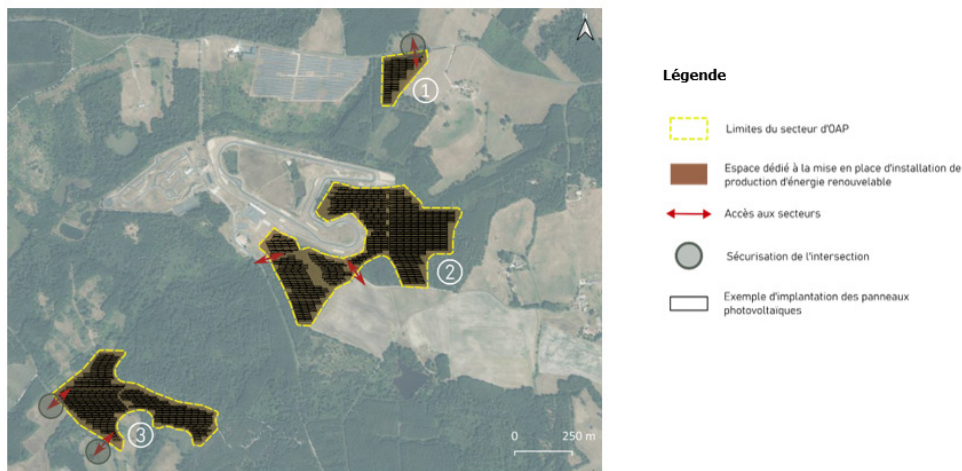 1
2
3
0 250 m
Légende
Limites du secteur d'OAP
Espace dédié à la mise en place d'installation de
production d'énergie renouvelable
Accès aux secteurs
Sécurisation de l'intersection
Exemple d'implantation des panneaux
photovoltaïques